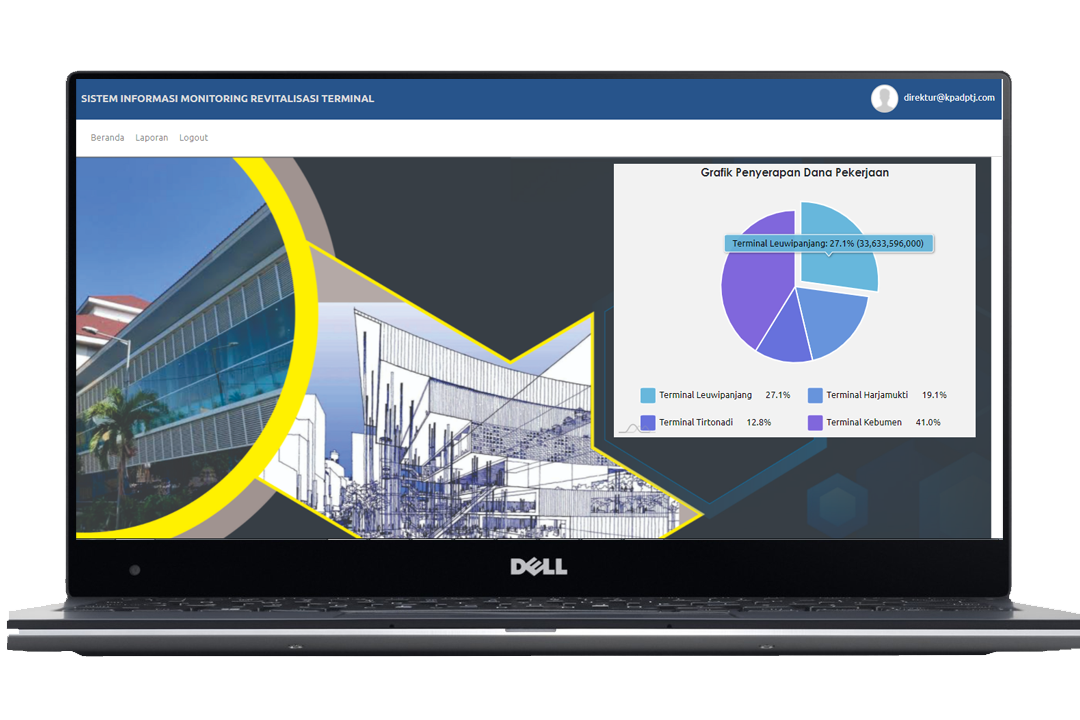 SISTEM INFORMASI MONITORING REVITALISASI TERMINAL
direktur@kpadptj.com
Beranda Laporan Logout
Grafik Penyerapan Dana Pekerjaan
Terminal Leuwipanjang: 27.1% (33,633,596,000)
Terminal Leuwipanjang 27.1% Terminal Harjamukti 19.1%
Terminal Tirtonadi 12.8% Terminal Kebumen 41.0%
DELL